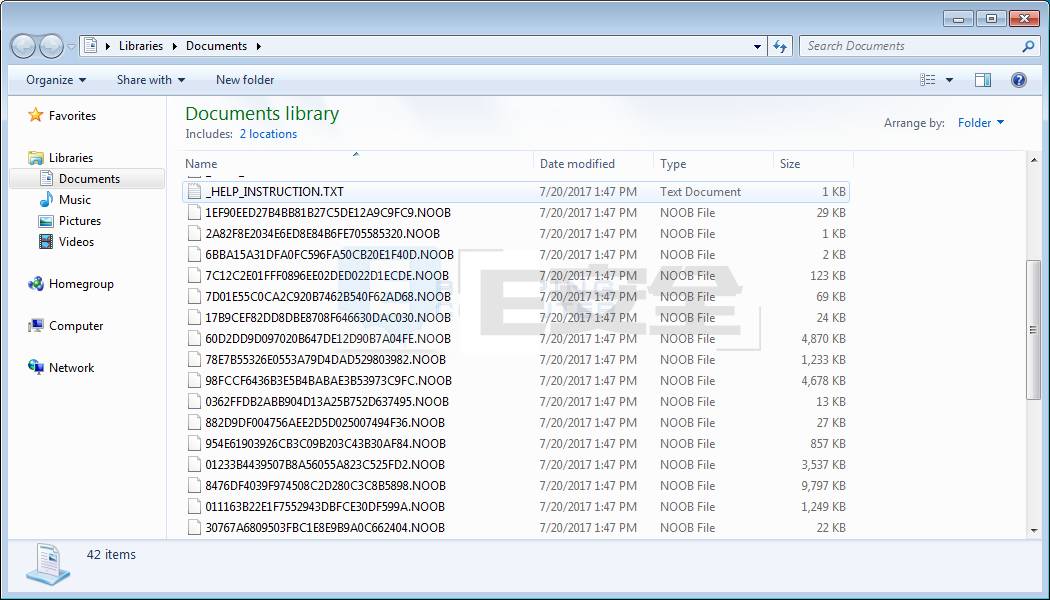 Libraries ▸ Documents ▸
Search Documents
Organize Share with New folder
Favorites
Libraries
Documents
Music
Pictures
Videos
Homegroup
Computer
Network
Documents library
Includes: 2 locations
Arrange by: Folder
Name Date modified Type Size
_HELP_INSTRUCTION.TXT 7/20/2017 1:47 PM Text Document 1 KB
1EF90EED27B4BB81B27C5DE12A9C9FC9.NOOB 7/20/2017 1:47 PM NOOB File 29 KB
2A82F8E2034E6ED8E84B6FE705585320.NOOB 7/20/2017 1:47 PM NOOB File 1 KB
6BBA15A31DFA0FC596FA50CB20E1F40D.NOOB 7/20/2017 1:47 PM NOOB File 2 KB
7C12C2E01FFF0896EE02DED022D1ECDE.NOOB 7/20/2017 1:47 PM NOOB File 123 KB
7D01E55C0CA2C920B7462B540F62AD68.NOOB 7/20/2017 1:47 PM NOOB File 69 KB
17B9CEF82DD8DBE8708F646630DAC030.NOOB 7/20/2017 1:47 PM NOOB File 24 KB
60D2DD9D097020B647DE12D90B7A04FE.NOOB 7/20/2017 1:47 PM NOOB File 4,870 KB
78E7B55326E0553A79D4DAD529803982.NOOB 7/20/2017 1:47 PM NOOB File 1,233 KB
98FCCF6436B3E5B4BABAE3B53973C9FC.NOOB 7/20/2017 1:47 PM NOOB File 4,678 KB
0362FFDB2ABB904D13A25B752D637495.NOOB 7/20/2017 1:47 PM NOOB File 13 KB
882D9DF004756AEE2D5D025007494F36.NOOB 7/20/2017 1:47 PM NOOB File 27 KB
954E61903926CB3C09B203C43B30AF84.NOOB 7/20/2017 1:47 PM NOOB File 857 KB
01233B4439507B8A56055A823C525FD2.NOOB 7/20/2017 1:47 PM NOOB File 3,537 KB
8476DF4039F974508C2D280C3C8B5898.NOOB 7/20/2017 1:47 PM NOOB File 9,797 KB
011163B22E1F7552943DBFCE30DF599A.NOOB 7/20/2017 1:47 PM NOOB File 1,249 KB
30767A6809503FBC1E8E9B9A0C662404.NOOB 7/20/2017 1:47 PM NOOB File 22 KB
E安全
42 items